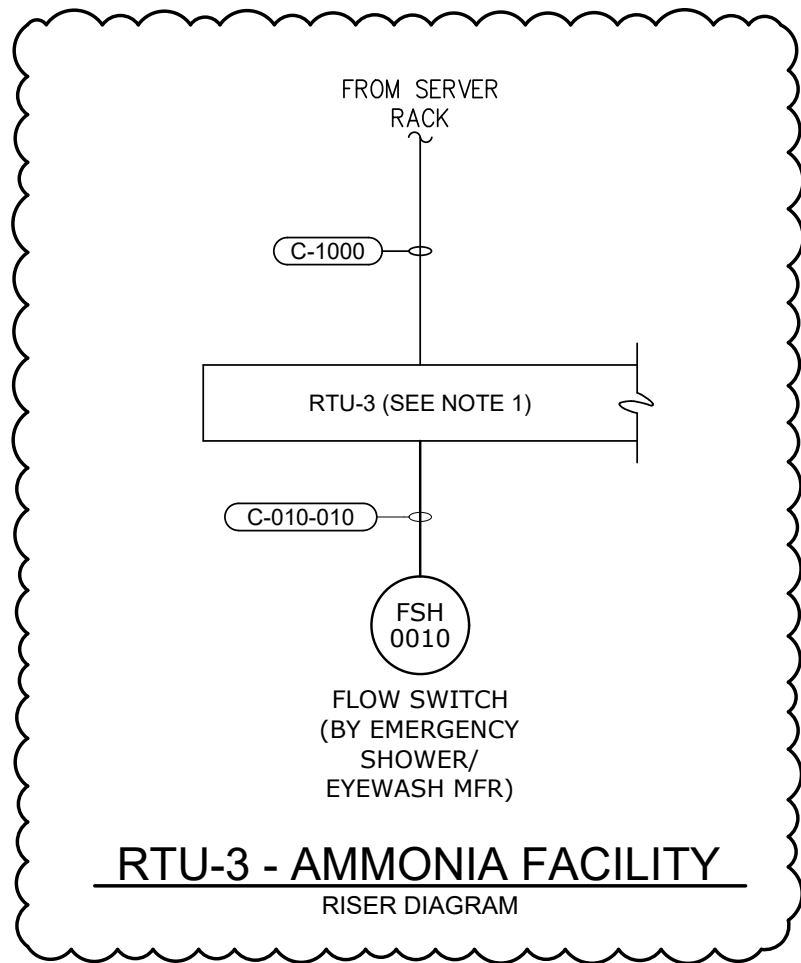 FROM SERVER
RACK
C-1000
RTU-3 (SEE NOTE 1)
C-010-010
FSH
0010
FLOW SWITCH
(BY EMERGENCY
SHOWER/
EYEWASH MFR)
RTU-3 - AMMONIA FACILITY
RISER DIAGRAM